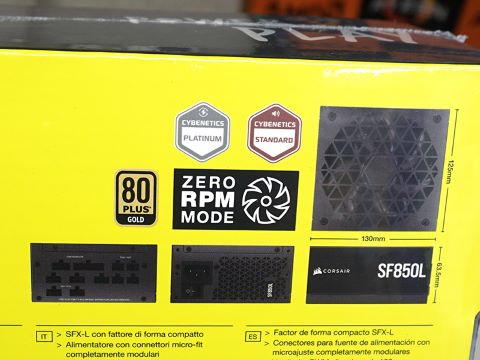 PLAY
CYBENETICS
PLATINUM
CYBENETICS
STANDARD
80
PLUS
GOLD
ZERO
RPM
MODE
125mm
130mm
63.5mm
SF850L
CORSAIR
SF850L
IT
> SFX-L con fattore di forma compatto
> Alimentatore con connettori micro-fit
completamente modulari
ES
> Factor de forma compacto SFX-L
> Conectores para fuente de alimentación con
microajuste completamente modulares